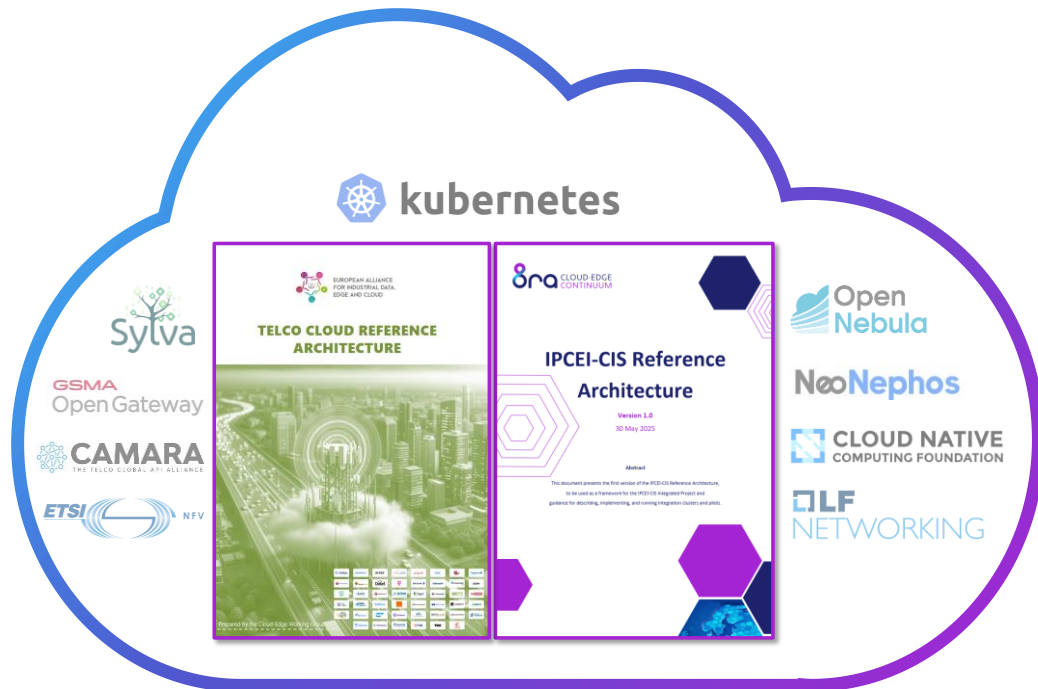 kubernetes
Sylva
GSMA
Open Gateway
CAMARA
THE TELCO GLOBAL API ALLIANCE
ETSI
NFV
EUROPEAN ALLIANCE
FOR INDUSTRIAL DATA,
EDGE AND CLOUD
TELCO CLOUD REFERENCE
ARCHITECTURE
Prepared by the Cloud-Edge Working Group
8ra CLOUD-EDGE
CONTINUUM
IPCEI-CIS Reference
Architecture
Version 1.0
30 May 2025
Abstract
This document presents the first version of the IPCEI-CIS Reference Architecture,
to be used as a framework for the IPCEI-CIS Integrated Project and
guidance for describing, implementing, and running integration clusters and pilots.
Open
Nebula
NeoNephos
CLOUD NATIVE
COMPUTING FOUNDATION
LF
NETWORKING